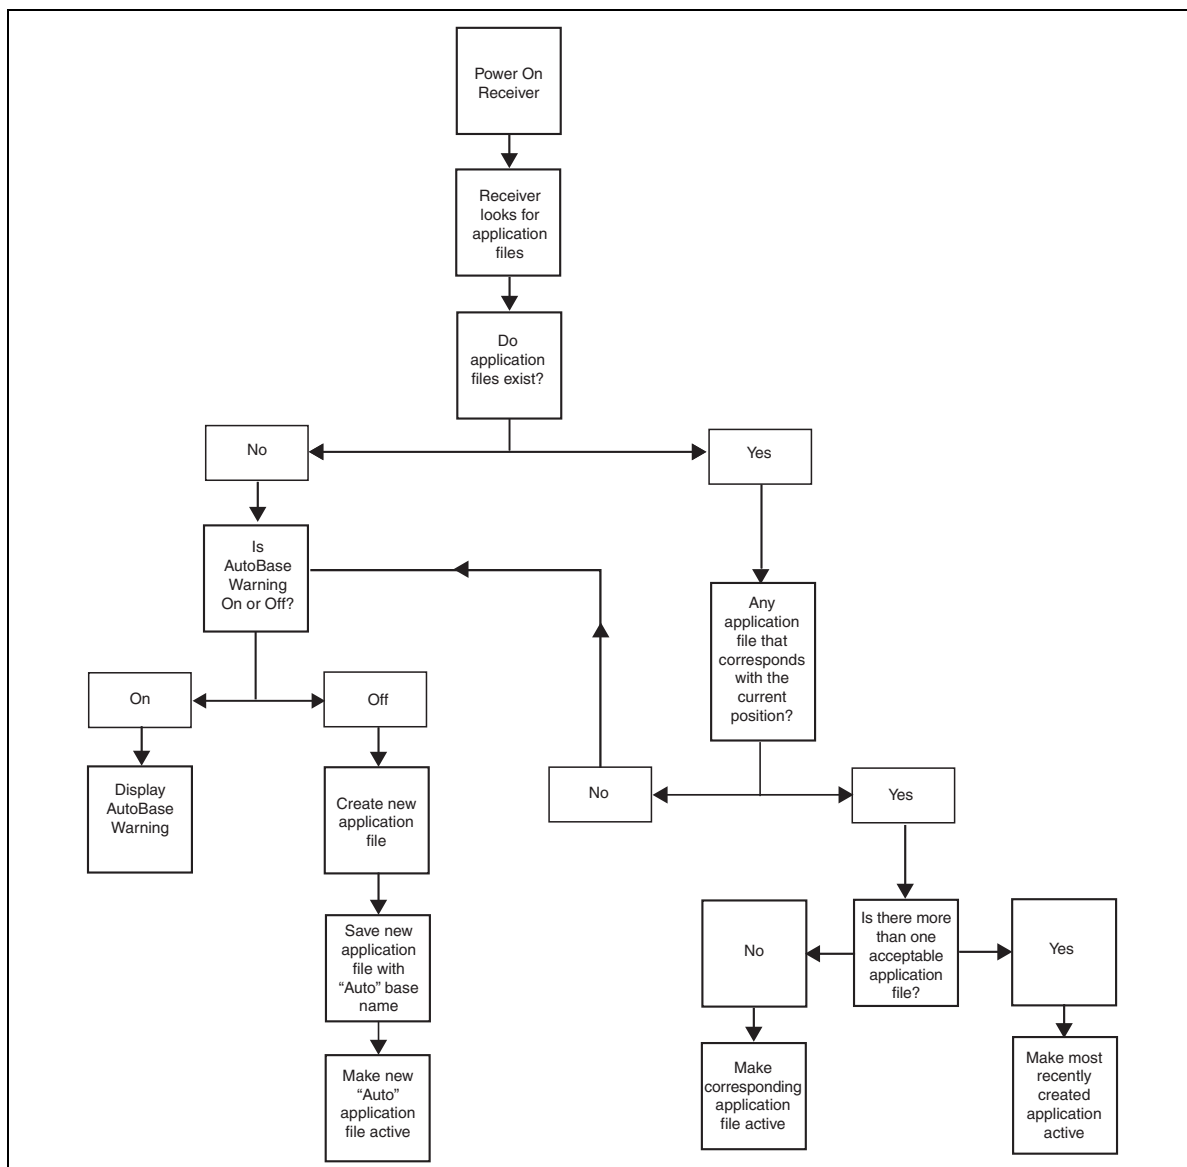 Power On
Receiver
Receiver
looks for
application
files
Do
application
files exist?
No
Yes
Is
AutoBase
Warning
On or Off?
Any
application
file that
corresponds
with the
current
position?
On
Off
No
Yes
Display
AutoBase
Warning
Create new
application
file
Save new
application
file with
“Auto” base
name
Make new
“Auto”
application
file active
No
Is there more
than one
acceptable
application
file?
Yes
Make
corresponding
application
file active
Make most
recently
created
application
active